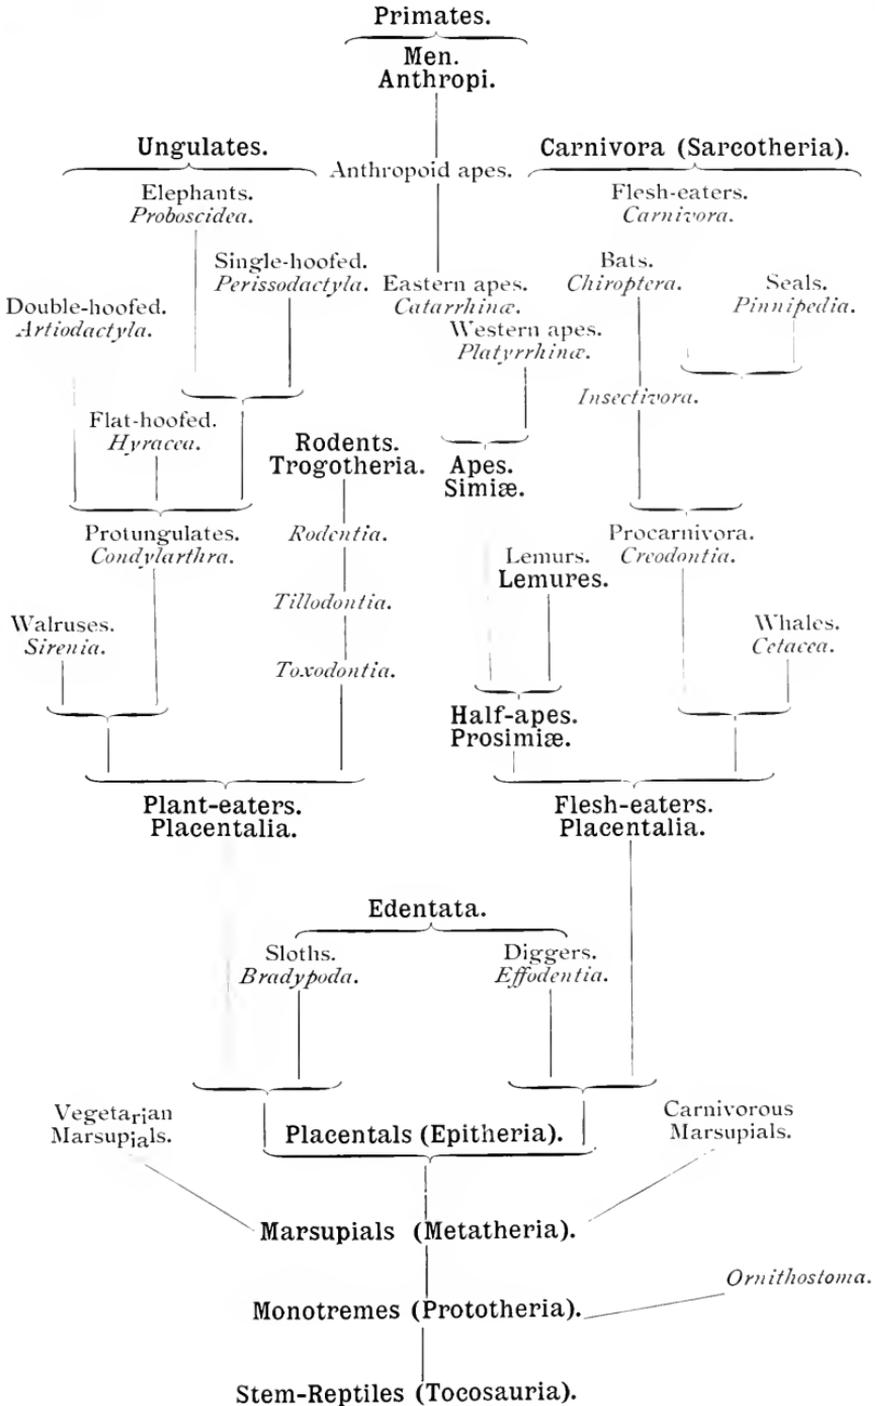 Primates.
Men.
Anthropi.
Ungulates.
Carnivora (Sarcotheria).
Anthropoid apes.
Elephants.
Proboscidea.
Flesh-eaters.
Carnivora.
Single-hoofed.
Perissodactyla.
Eastern apes.
Catarrhinæ.
Bats.
Chiroptera.
Seals.
Pinnipedia.
Double-hoofed.
Artiodactyla.
Western apes.
Platyrrhinæ.
Insectivora.
Flat-hoofed.
Hyracea.
Rodents.
Trogotheria.
Apes.
Simiæ.
Protungulates.
Condylarthra.
Rodentia.
Lemurs.
Lemures.
Procarnivora.
Creodontia.
Tillodontia.
Walruses.
Sirenia.
Whales.
Cetacea.
Toxodontia.
Half-apes.
Prosimiæ.
Plant-eaters.
Placentalia.
Flesh-eaters.
Placentalia.
Edentata.
Sloths.
Bradypoda.
Diggers.
Effodentia.
Vegetarian
Marsupials.
Placentals (Epitheria).
Carnivorous
Marsupials.
Marsupials (Metatheria).
Ornithostoma.
Monotremes (Prototheria).
Stem-Reptiles (Tocosauria).